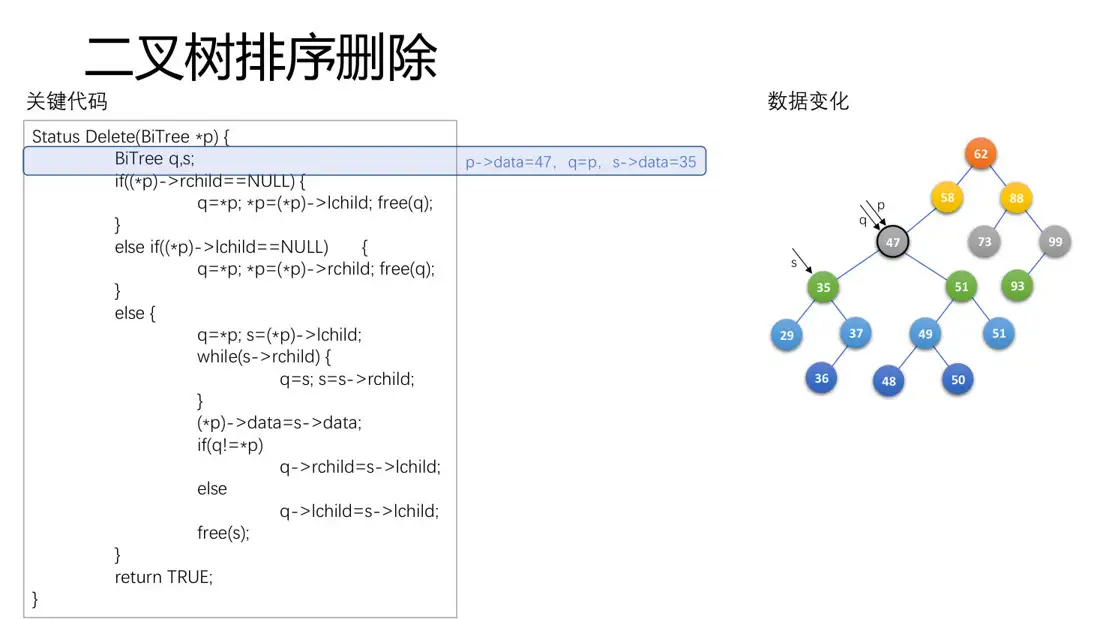 二叉树排序删除
关键代码
数据变化
Status Delete(BiTree *p) {
BiTree q,s;
p->data=47, q=p, s->data=35
if((*p)->rchild==NULL) {
q=*p; *p=(*p)->lchild; free(q);
}
else if((*p)->lchild==NULL) {
q=*p; *p=(*p)->rchild; free(q);
}
else {
q=*p; s=(*p)->lchild;
while(s->rchild) {
q=s; s=s->rchild;
}
(*p)->data=s->data;
if(q!=*p)
q->rchild=s->lchild;
else
q->lchild=s->lchild;
free(s);
}
return TRUE;
}
62
58 88
p
q
47 73 99
s
35 51 93
29 37 49 51
36 48 50